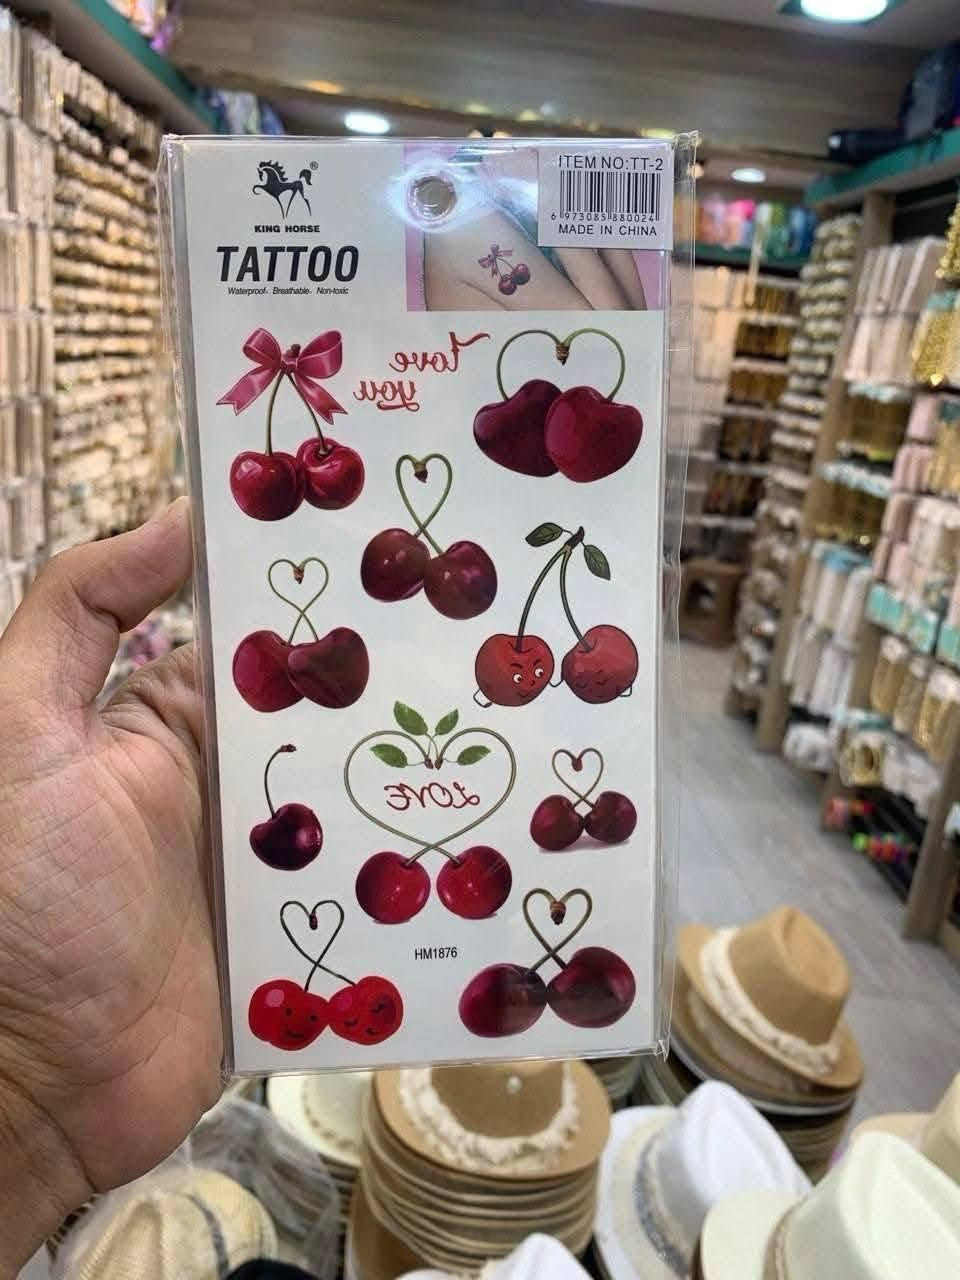 ®
KING HORSE
TATTOO
Waterproof、Breathable、Non-toxic
ITEM NO:TT-2
6 973085 880024
MADE IN CHINA
Love
you
LOVE
HM1876